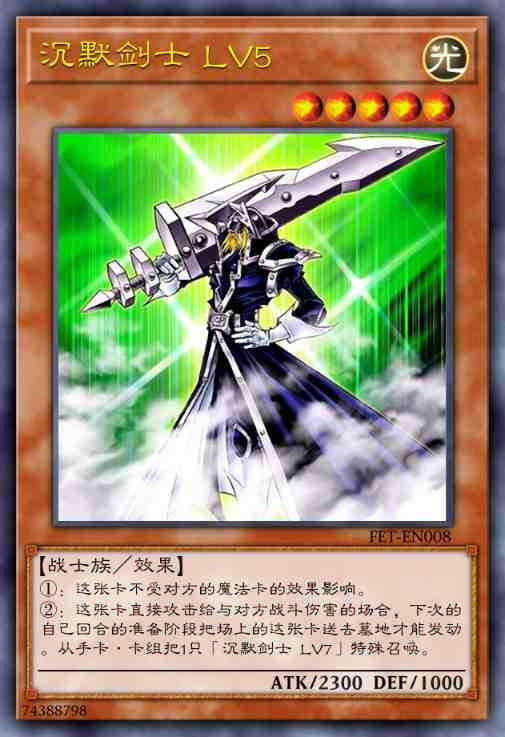 沉默剑士 LV5
光
FET-EN008
【战士族／效果】
①：这张卡不受对方的魔法卡的效果影响。
②：这张卡直接攻击给与对方战斗伤害的场合，下次的
自己回合的准备阶段把场上的这张卡送去墓地才能发动
。从手卡·卡组把1只「沉默剑士 LV7」特殊召唤。
ATK/2300 DEF/1000
74388798